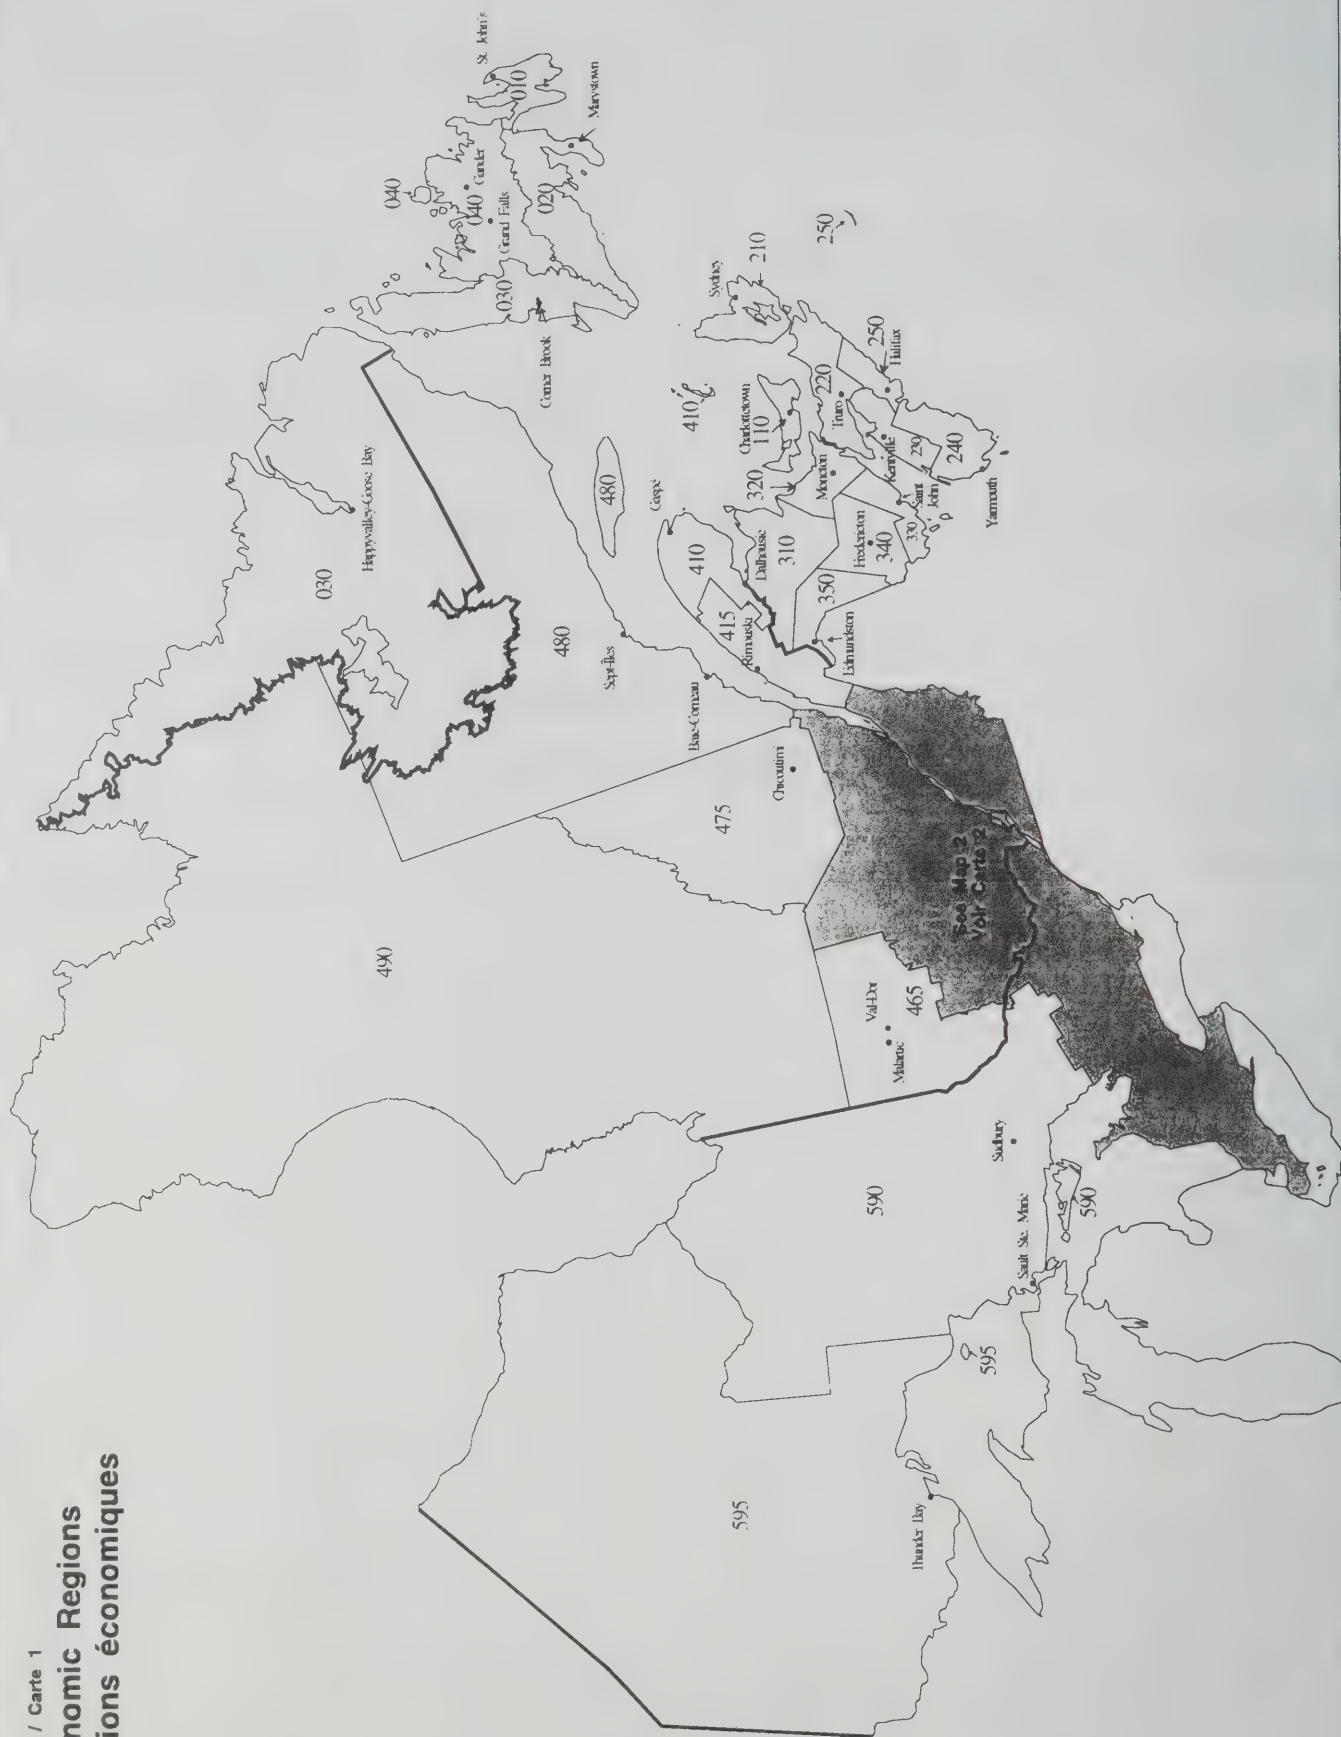 / Carte 1
nomic Regions
ions économiques
030
Happyvalley-Goose Bay
040
040
Gander
Grand Falls
St. John's
010
Marystown
020
030
Corner Brook
490
480
480
Sept-Îles
Baie-Comeau
475
Chicoutimi
Gaspé
410
410
415
Rimouski
Dalhousie
310
320
Charlottetown
110
Moncton
Sydney
210
250
220
Truro
250
Halifax
Kentville
230
240
Yarmouth
Saint
John
330
Fredericton
340
350
Edmundston
See Map 2
Voir Carte 2
Val-Dor
Malartic
465
595
590
Sudbury
Sault Ste. Marie
590
595
Thunder Bay